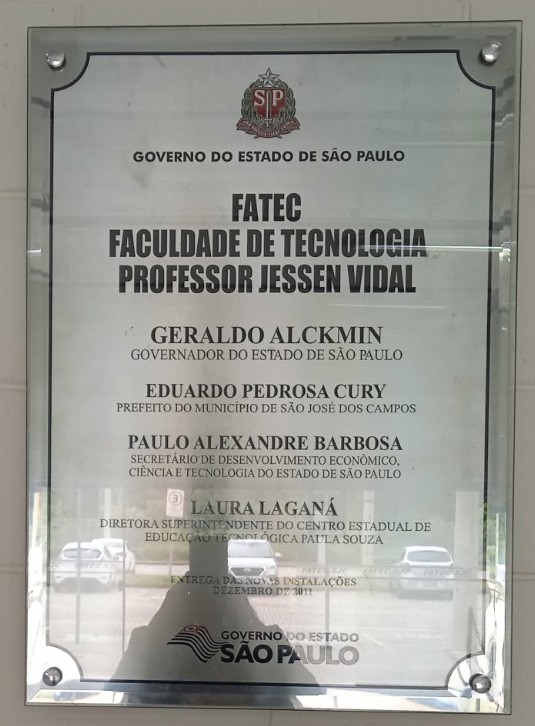 SP
GOVERNO DO ESTADO DE SÃO PAULO
FATEC
FACULDADE DE TECNOLOGIA
PROFESSOR JESSEN VIDAL
GERALDO ALCKMIN
GOVERNADOR DO ESTADO DE SÃO PAULO
EDUARDO PEDROSA CURY
PREFEITO DO MUNICÍPIO DE SÃO JOSÉ DOS CAMPOS
PAULO ALEXANDRE BARBOSA
SECRETÁRIO DE DESENVOLVIMENTO ECONÔMICO,
CIÊNCIA E TECNOLOGIA DO ESTADO DE SÃO PAULO
LAURA LAGANÁ
DIRETORA SUPERINTENDENTE DO CENTRO ESTADUAL DE
EDUCAÇÃO TECNOLÓGICA PAULA SOUZA
ENTREGA DAS NOVAS INSTALAÇÕES
DEZEMBRO DE 2011
GOVERNO DO ESTADO
SÃO PAULO